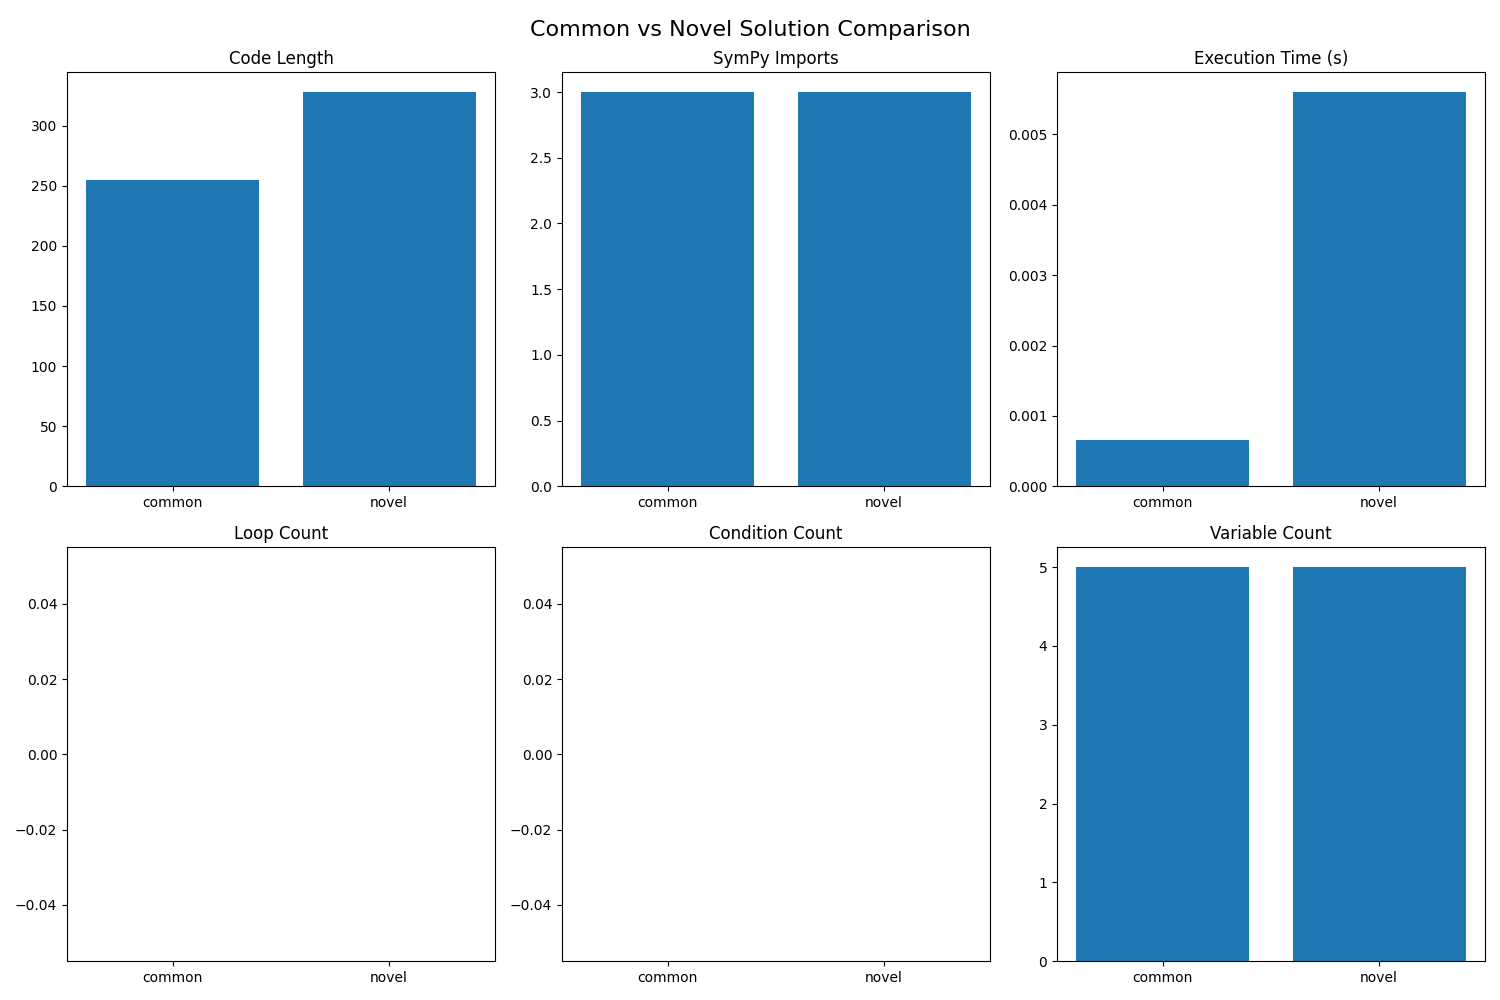 Common vs Novel Solution Comparison
Code Length
300
250
200
150
100
50
0
common novel
SymPy Imports
3.0
2.5
2.0
1.5
1.0
0.5
0.0
common novel
Execution Time (s)
0.005
0.004
0.003
0.002
0.001
0.000
common novel
Loop Count
0.04
0.02
0.00
−0.02
−0.04
common novel
Condition Count
0.04
0.02
0.00
−0.02
−0.04
common novel
Variable Count
5
4
3
2
1
0
common novel